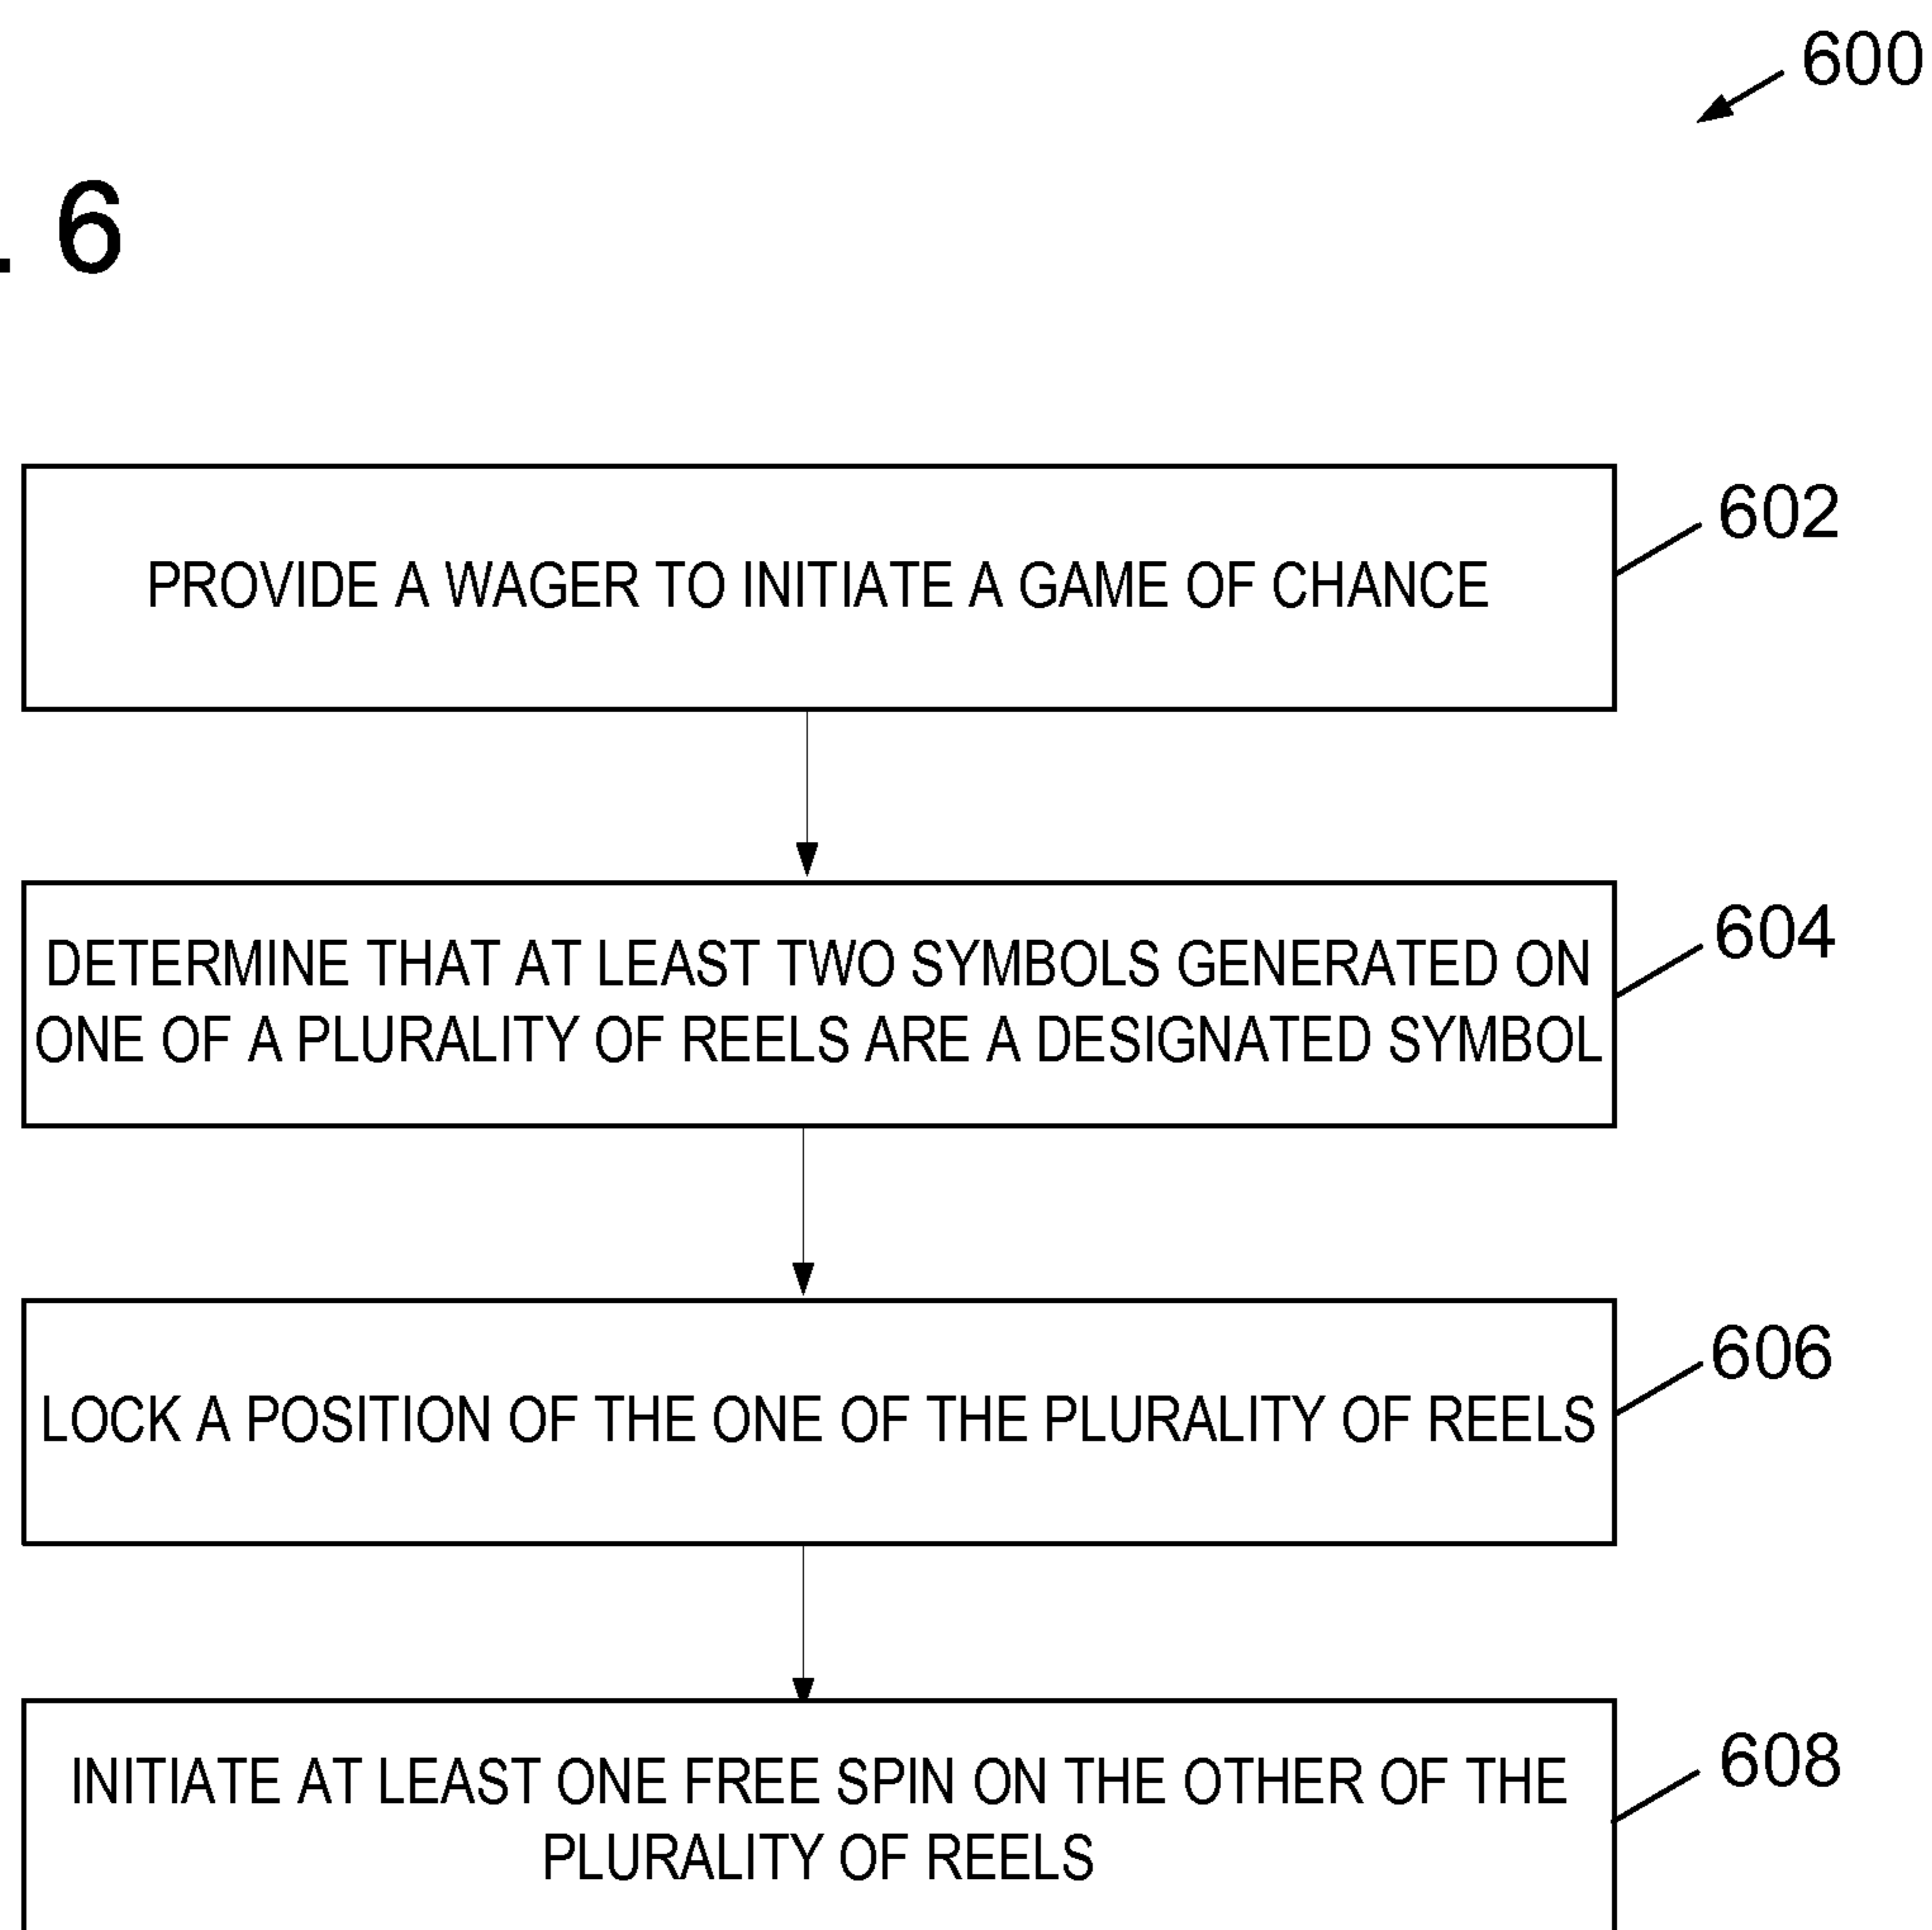 600
. 6
PROVIDE A WAGER TO INITIATE A GAME OF CHANCE
602
DETERMINE THAT AT LEAST TWO SYMBOLS GENERATED ON
ONE OF A PLURALITY OF REELS ARE A DESIGNATED SYMBOL
604
LOCK A POSITION OF THE ONE OF THE PLURALITY OF REELS
606
INITIATE AT LEAST ONE FREE SPIN ON THE OTHER OF THE
PLURALITY OF REELS
608